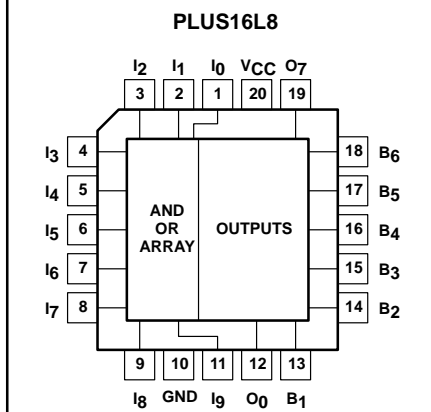 PLUS16L8
I2 I1 I0 VCC O7
3 2 1 20 19
I3 4 18 B6
I4 5 17 B5
AND
OR
ARRAY
OUTPUTS
I5 6 16 B4
I6 7 15 B3
I7 8 14 B2
9 10 11 12 13
I8 GND I9 O0 B1